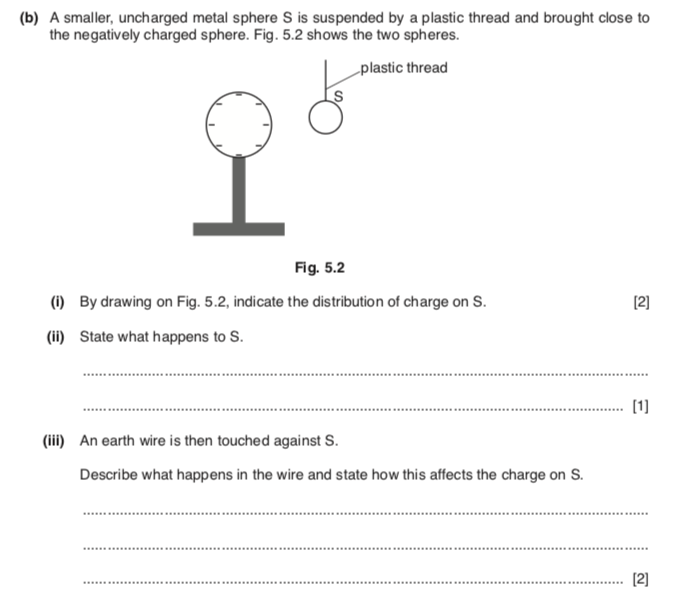 (b) A smaller, uncharged metal sphere S is suspended by a plastic thread and brought close to
the negatively charged sphere. Fig. 5.2 shows the two spheres.
plastic thread
S
Fig. 5.2
(i) By drawing on Fig. 5.2, indicate the distribution of charge on S. [2]
(ii) State what happens to S.
[1]
(iii) An earth wire is then touched against S.
Describe what happens in the wire and state how this affects the charge on S.
[2]